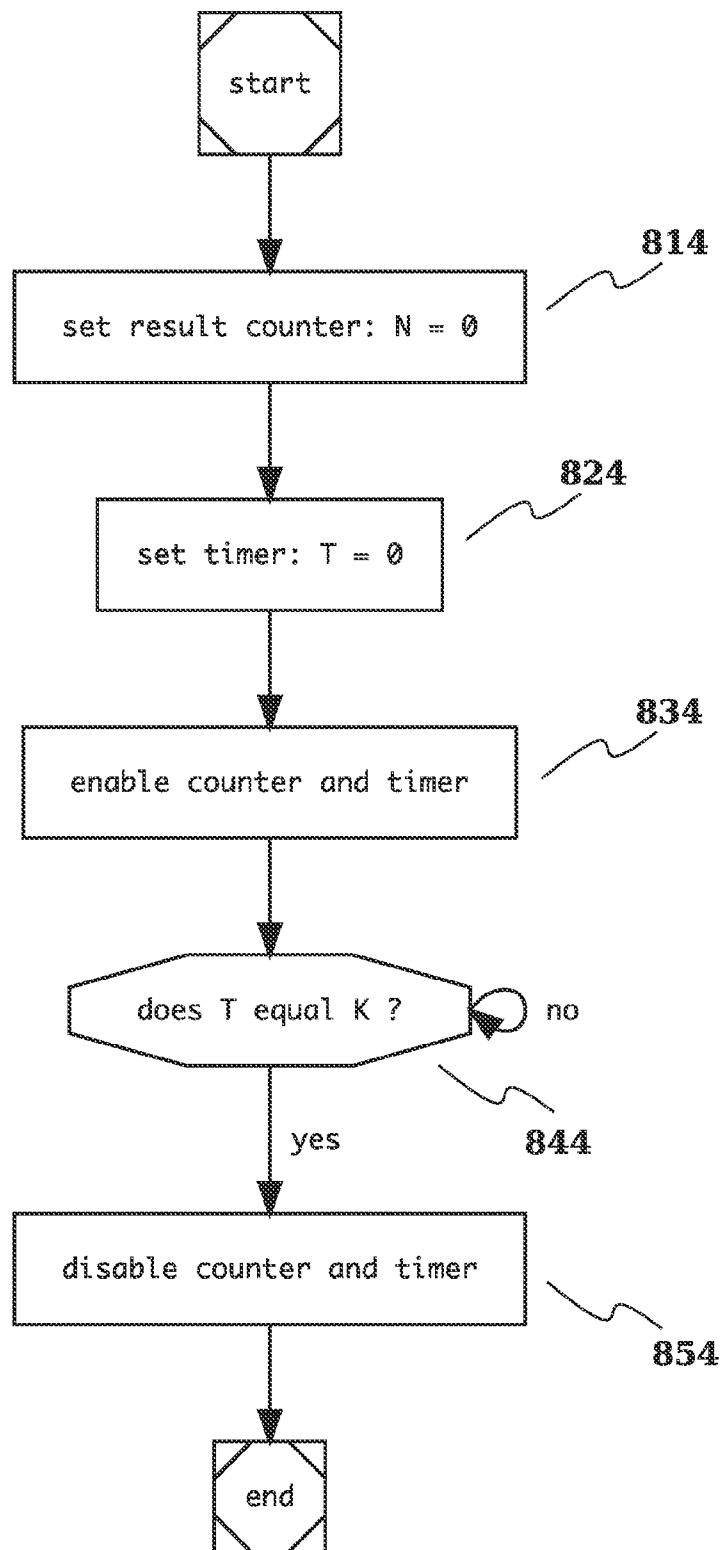 start
814
set result counter: N = 0
824
set timer: T = 0
834
enable counter and timer
does T equal K ?
no
844
yes
disable counter and timer
854
end